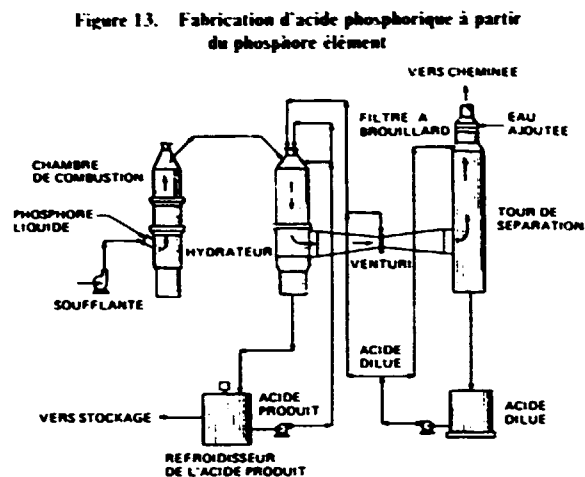 Figure 13. Fabrication d'acide phosphorique à partir
du phosphore élément
VERS CHEMINEE
FILTRE A
BROUILLARD
EAU
AJOUTEE
CHAMBRE
DE COMBUSTION
PHOSPHORE
LIQUIDE
HYDRATEUR
VENTURI
TOUR DE
SEPARATION
SOUFFLANTE
ACIDE
DILUE
ACIDE
PRODUIT
VERS STOCKAGE
ACIDE
DILUE
REFROIDISSEUR
DE L'ACIDE PRODUIT